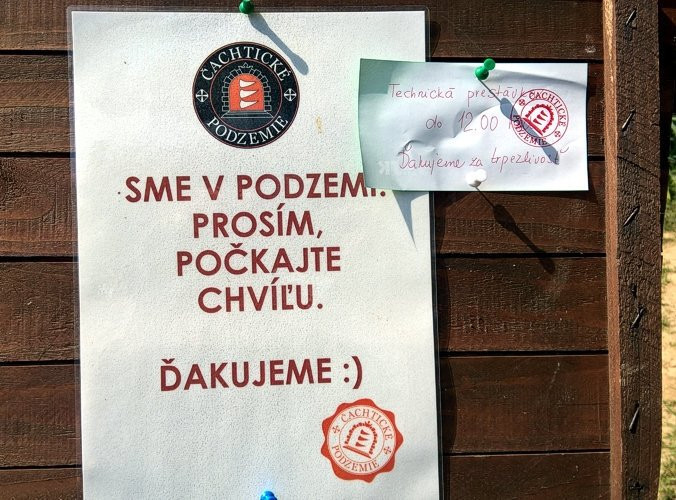 ČACHTICKÉ
PODZEMIE
SME V PODZEMÍ.
PROSÍM,
POČKAJTE
CHVÍĽU.
ĎAKUJEME :)
ČACHTICKÉ
PODZEMIE
Technická prestávka
do 12.00
Ďakujeme za trpezlivosť
ČACHTICKÉ
PODZEMIE